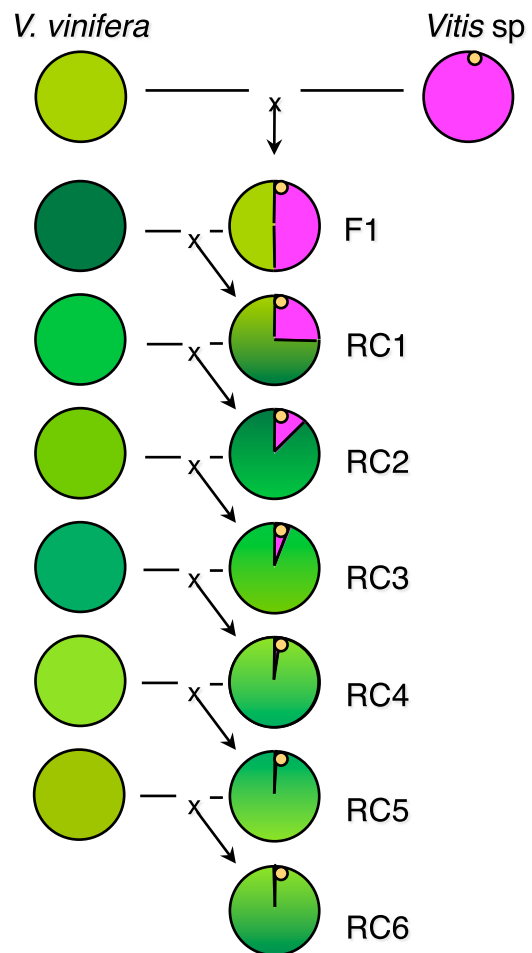 V. vinifera Vitis sp
x
F1
x
RC1
x
RC2
x
RC3
x
RC4
x
RC5
x
RC6